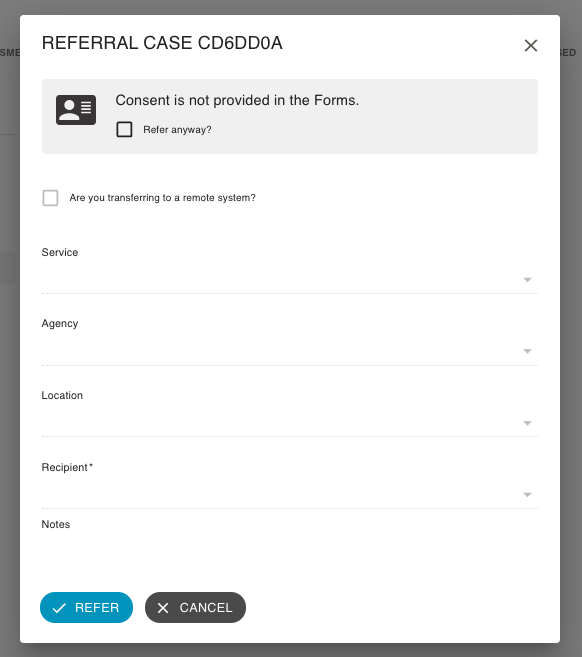 REFERRAL CASE CD6DD0A
Consent is not provided in the Forms.
Refer anyway?
Are you transferring to a remote system?
Service
Agency
Location
Recipient*
Notes
REFER
CANCEL